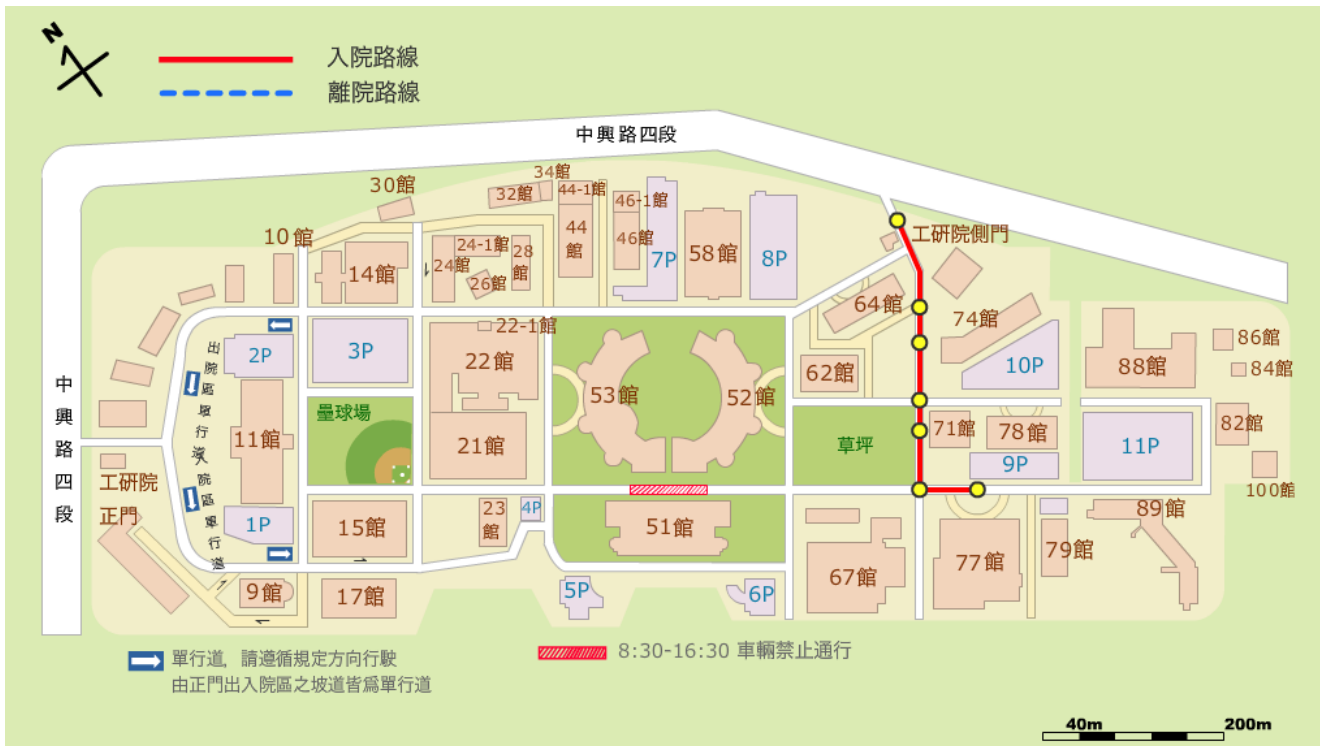 N
入院路線
離院路線
中興路四段
34館
30館
32館
44-1館
46-1館
10館
工研院側門
14館
24-1館
24館
26館
28館
44館
46館
7P
58館
8P
64館
74館
22-1館
2P
3P
22館
53館
52館
62館
10P
88館
86館
84館
出院區單行道
中興路四段
壘球場
11館
21館
草坪
71館
78館
9P
11P
82館
100館
工研院
正門
入院區單行道
1P
15館
23館
4P
51館
67館
77館
79館
89館
9館
17館
5P
6P
單行道, 請遵循規定方向行駛
由正門出入院區之坡道皆爲單行道
8:30-16:30 車輛禁止通行
40m
200m